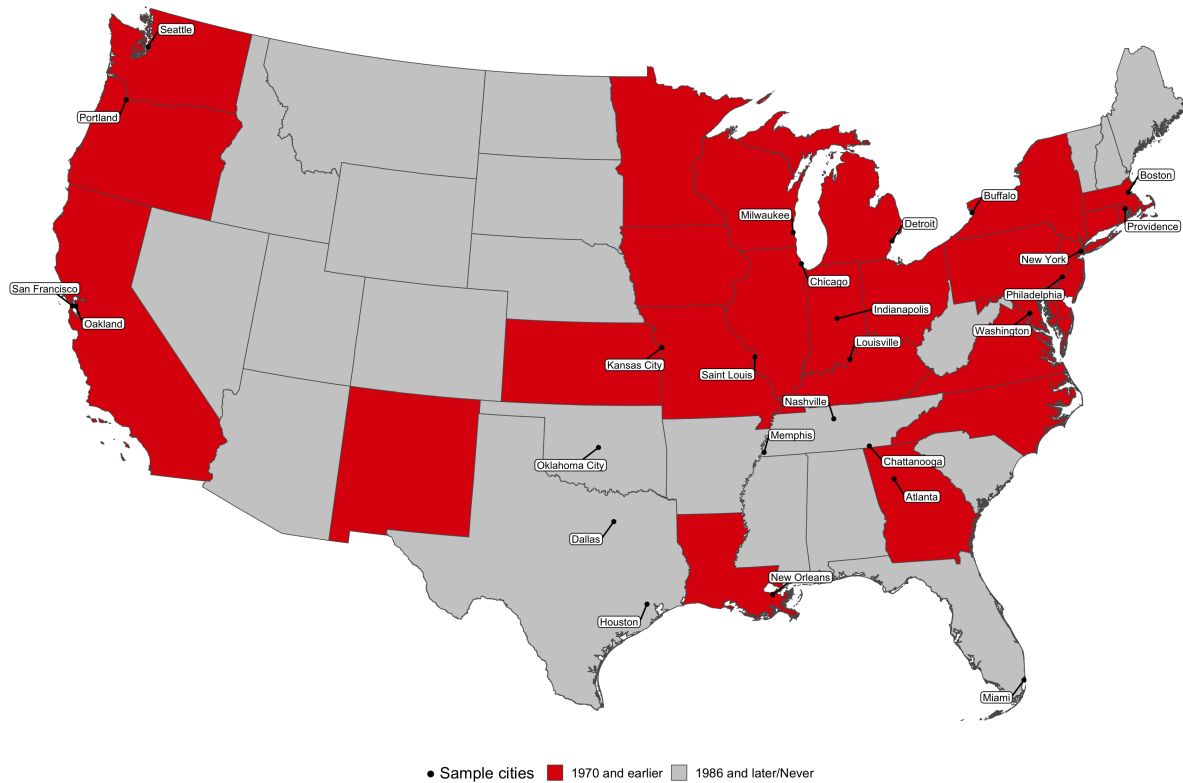 Seattle
Portland
Boston
Buffalo
Milwaukee
Detroit
Providence
New York
Chicago
San Francisco
Philadelphia
Indianapolis
Oakland
Washington
Louisville
Kansas City
Saint Louis
Nashville
Memphis
Chattanooga
Oklahoma City
Atlanta
Dallas
New Orleans
Houston
Miami
Sample cities 1970 and earlier 1986 and later/Never